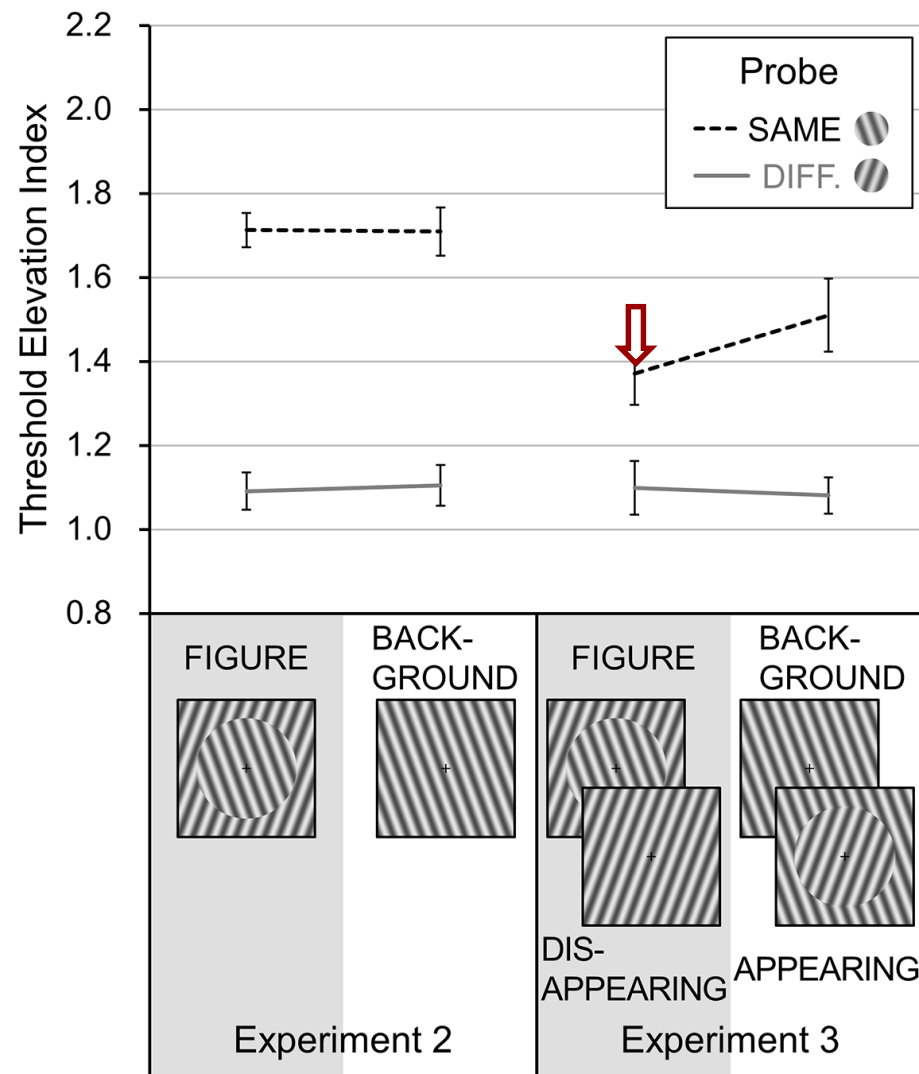 2.2
2.0
1.8
1.6
1.4
1.2
1.0
0.8
Threshold Elevation Index
Probe
SAME
DIFF.
FIGURE
BACK-
GROUND
FIGURE
BACK-
GROUND
DIS-
APPEARING
APPEARING
Experiment 2
Experiment 3